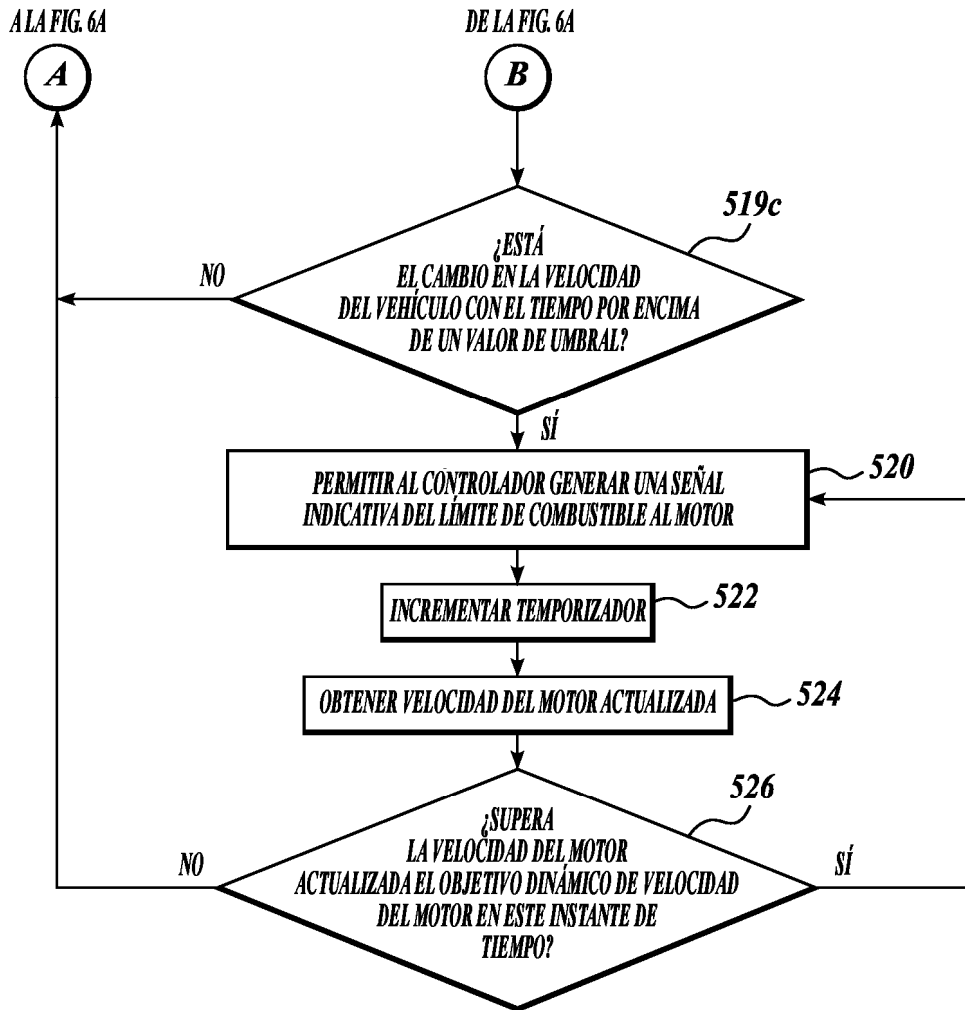 A LA FIG. 6A
DE LA FIG. 6A
A
B
519c
¿ESTÁ
EL CAMBIO EN LA VELOCIDAD
DEL VEHÍCULO CON EL TIEMPO POR ENCIMA
DE UN VALOR DE UMBRAL?
NO
SÍ
520
PERMITIR AL CONTROLADOR GENERAR UNA SEÑAL
INDICATIVA DEL LÍMITE DE COMBUSTIBLE AL MOTOR
INCREMENTAR TEMPORIZADOR
522
OBTENER VELOCIDAD DEL MOTOR ACTUALIZADA
524
526
¿SUPERA
LA VELOCIDAD DEL MOTOR
ACTUALIZADA EL OBJETIVO DINÁMICO DE VELOCIDAD
DEL MOTOR EN ESTE INSTANTE DE
TIEMPO?
NO
SÍ